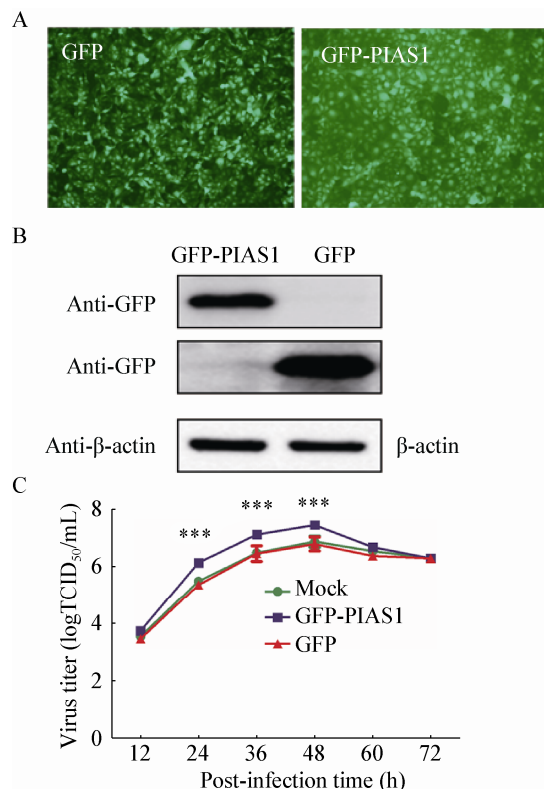 A
GFP
GFP-PIAS1
B
GFP-PIAS1 GFP
Anti-GFP
Anti-GFP
Anti-β-actin β-actin
C
Virus titer (logTCID50/mL)
8
6
4
2
0
*** *** ***
Mock
GFP-PIAS1
GFP
12 24 36 48 60 72
Post-infection time (h)